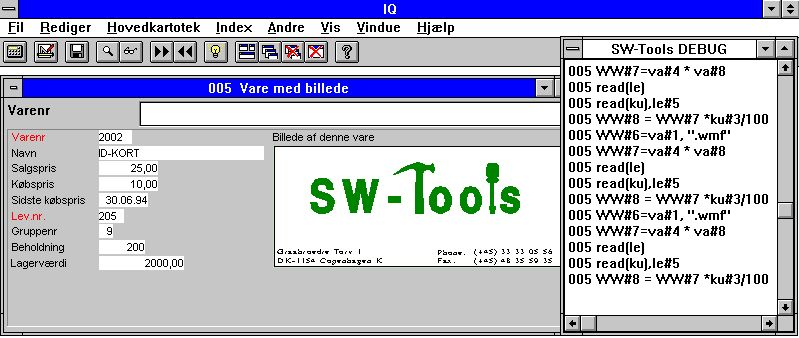 IQ
Fil Rediger Hovedkartotek Index Andre Vis Vindue Hjælp
005 Vare med billede
Varenr
Varenr 2002
Navn ID-KORT
Salgspris 25,00
Købspris 10,00
Sidste købspris 30.06.94
Lev.nr. 205
Gruppenr 9
Beholdning 200
Lagerværdi 2000,00
Billede af denne vare
SW-Tools
Graabroedre Torv 1 Phone. (+45) 33 33 05 56
DK-1154 Copenhagen K Fax. (+45) 48 35 59 35
SW-Tools DEBUG
005 WW#7=va#4 * va#8
005 read(le)
005 read(ku),le#5
005 WW#8 = WW#7 *ku#3/100
005 WW#6=va#1, ".wmf"
005 WW#7=va#4 * va#8
005 read(le)
005 read(ku),le#5
005 WW#8 = WW#7 *ku#3/100
005 WW#6=va#1, ".wmf"
005 WW#7=va#4 * va#8
005 read(le)
005 read(ku),le#5
005 WW#8 = WW#7 *ku#3/100